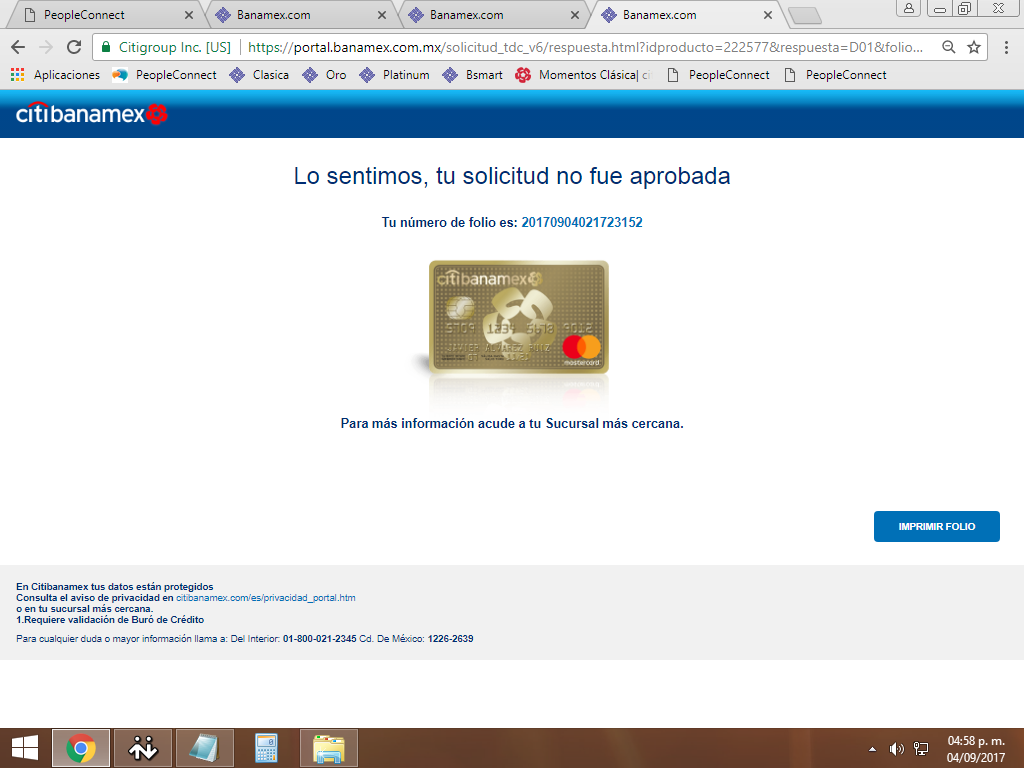 PeopleConnect
Banamex.com
Banamex.com
Banamex.com
Citigroup Inc. [US] https://portal.banamex.com.mx/solicitud_tdc_v6/respuesta.html?idproducto=222577&respuesta=D01&folio...
Aplicaciones PeopleConnect Clasica Oro Platinum Bsmart Momentos Clásica| ci PeopleConnect PeopleConnect
citibanamex
Lo sentimos, tu solicitud no fue aprobada
Tu número de folio es: 20170904021723152
citibanamex
5709 1234 5678 9012
JAVIER ALVAREZ RUIZ
mastercard
Para más información acude a tu Sucursal más cercana.
IMPRIMIR FOLIO
En Citibanamex tus datos están protegidos
Consulta el aviso de privacidad en citibanamex.com/es/privacidad_portal.htm
o en tu sucursal más cercana.
1.Requiere validación de Buró de Crédito
Para cualquier duda o mayor información llama a: Del Interior: 01-800-021-2345 Cd. De México: 1226-2639
04:58 p. m.
04/09/2017